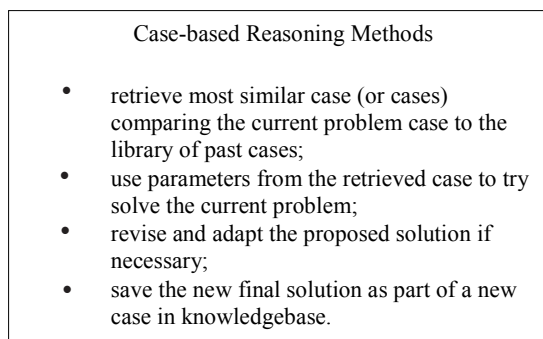 Case-based Reasoning Methods
• retrieve most similar case (or cases)
comparing the current problem case to the
library of past cases;
• use parameters from the retrieved case to try
solve the current problem;
• revise and adapt the proposed solution if
necessary;
• save the new final solution as part of a new
case in knowledgebase.